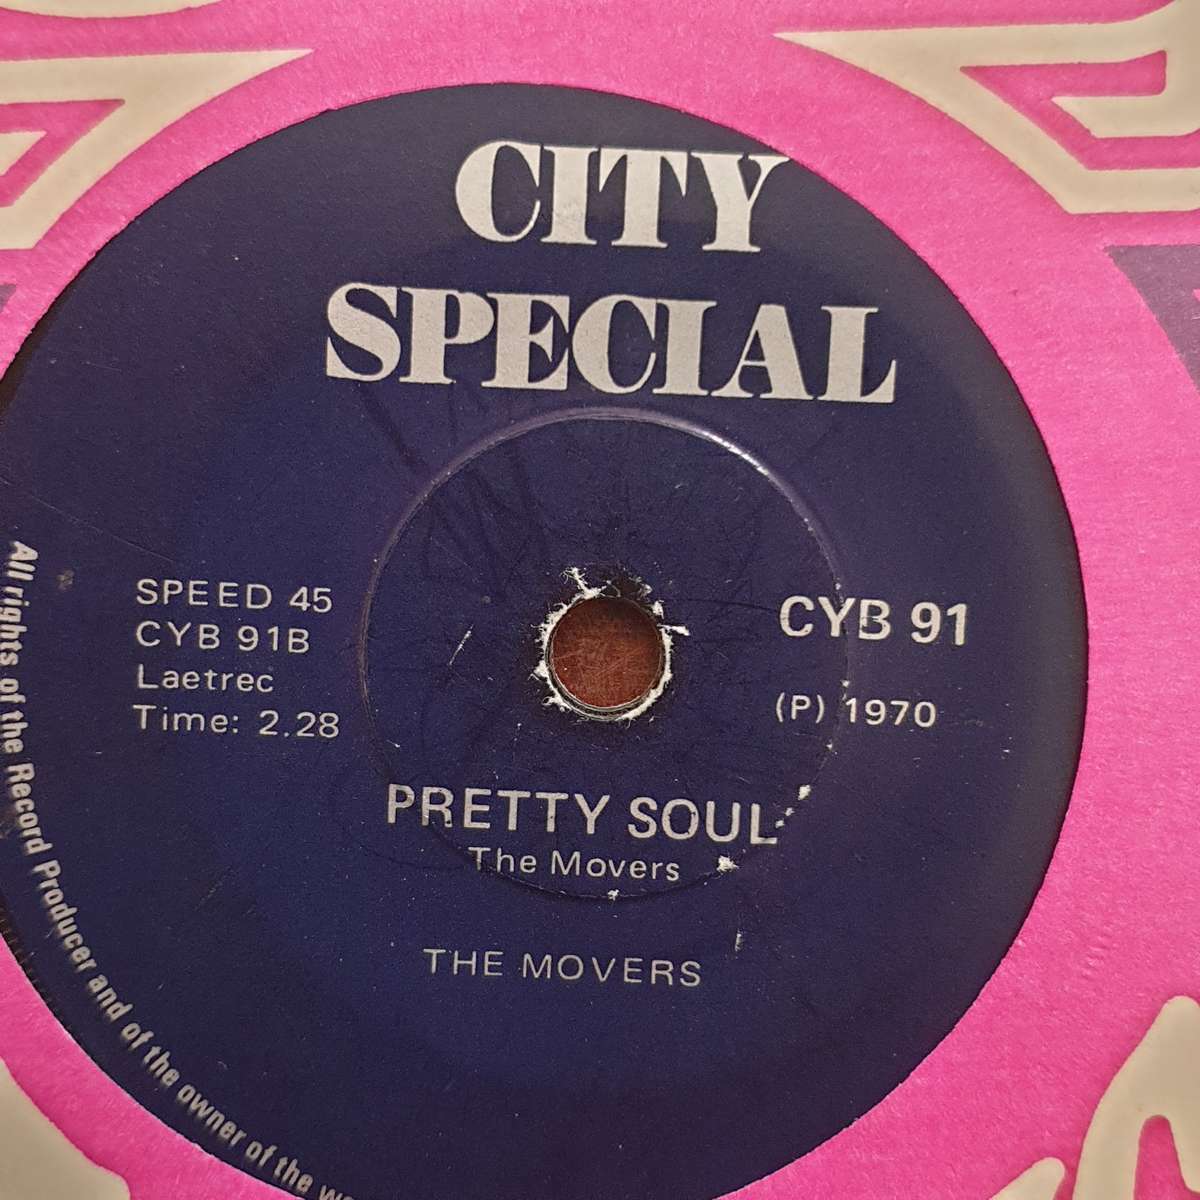 CITY
SPECIAL
SPEED 45
CYB 91B
Laetrec
Time: 2.28
CYB 91
(P) 1970
PRETTY SOUL
The Movers
THE MOVERS
All rights of the Record Producer and of the owner of the